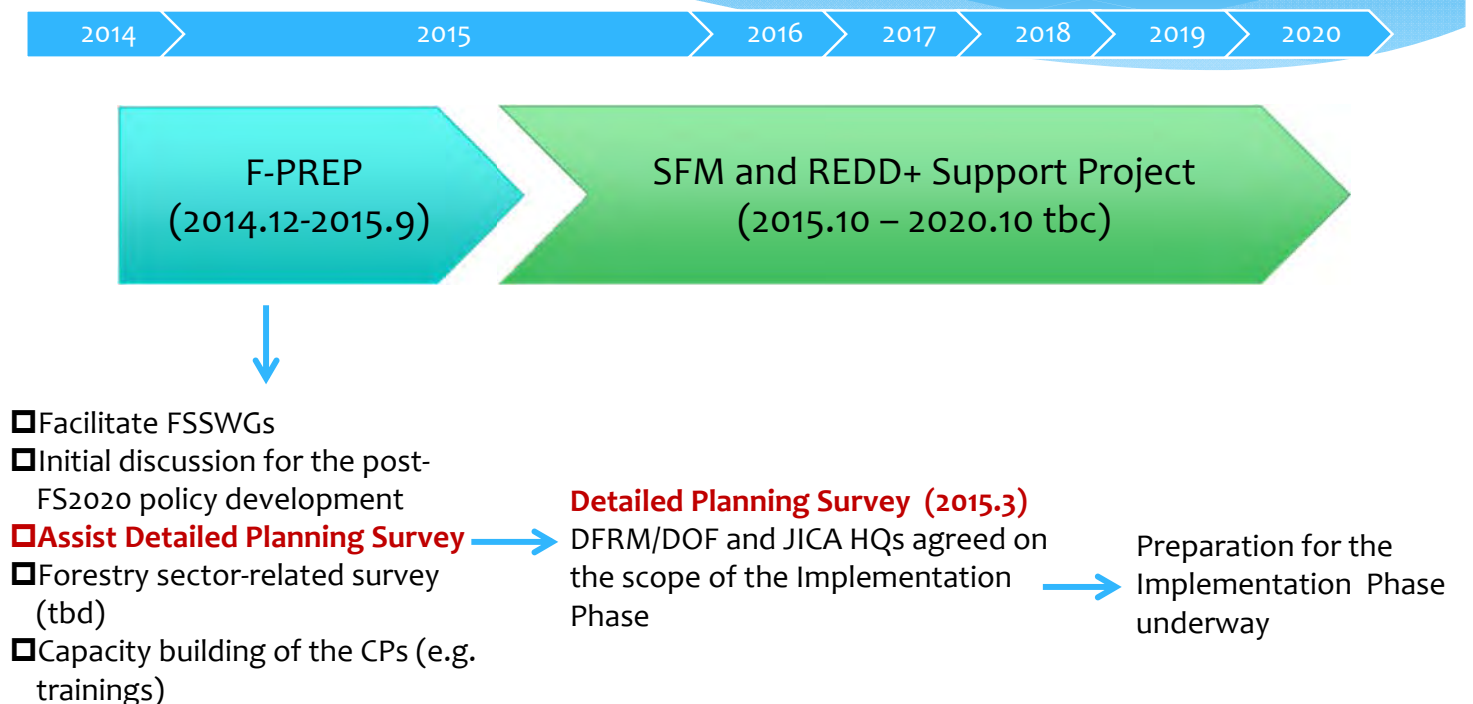 2014 2015 2016 2017 2018 2019 2020
F-PREP
(2014.12-2015.9)
SFM and REDD+ Support Project
(2015.10 – 2020.10 tbc)
Facilitate FSSWGs
Initial discussion for the post-
FS2020 policy development
Assist Detailed Planning Survey
Forestry sector-related survey
(tbd)
Capacity building of the CPs (e.g.
trainings)
Detailed Planning Survey (2015.3)
DFRM/DOF and JICA HQs agreed on
the scope of the Implementation
Phase
Preparation for the
Implementation Phase
underway